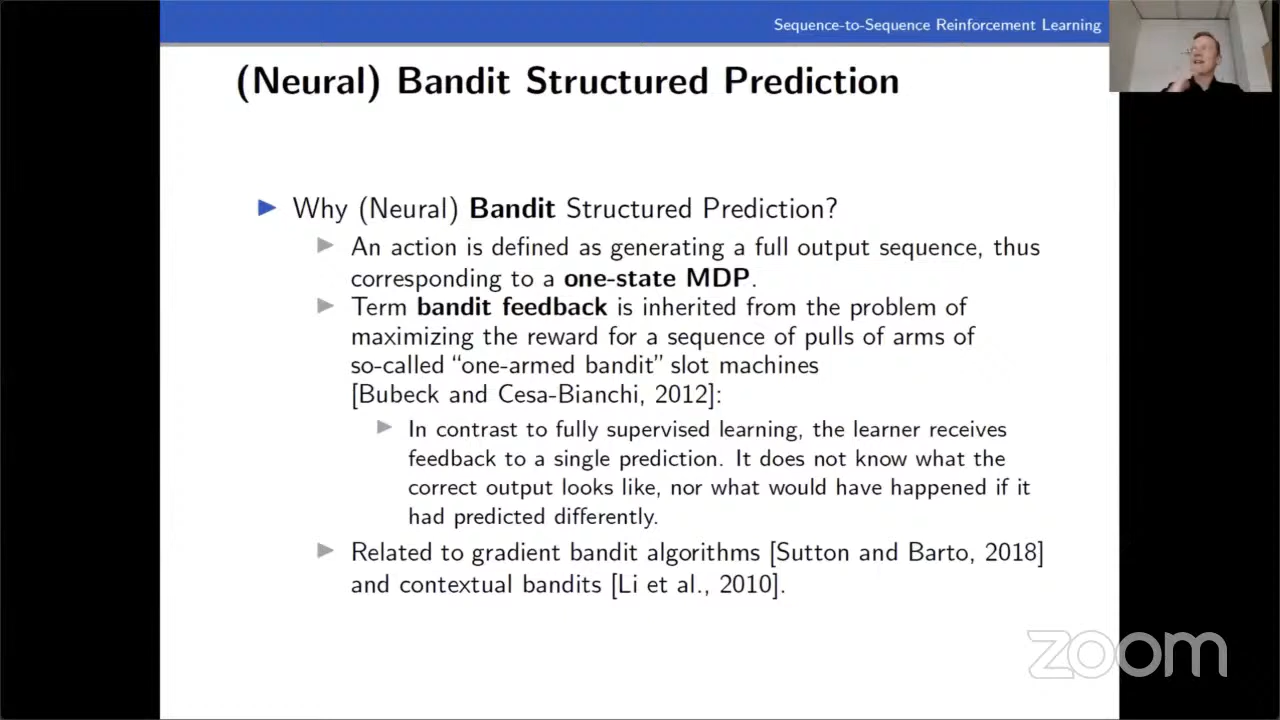 Sequence-to-Sequence Reinforcement Learning
(Neural) Bandit Structured Prediction
Why (Neural) Bandit Structured Prediction?
An action is defined as generating a full output sequence, thus
corresponding to a one-state MDP.
Term bandit feedback is inherited from the problem of
maximizing the reward for a sequence of pulls of arms of
so-called “one-armed bandit” slot machines
[Bubeck and Cesa-Bianchi, 2012]:
In contrast to fully supervised learning, the learner receives
feedback to a single prediction. It does not know what the
correct output looks like, nor what would have happened if it
had predicted differently.
Related to gradient bandit algorithms [Sutton and Barto, 2018]
and contextual bandits [Li et al., 2010].
zoom